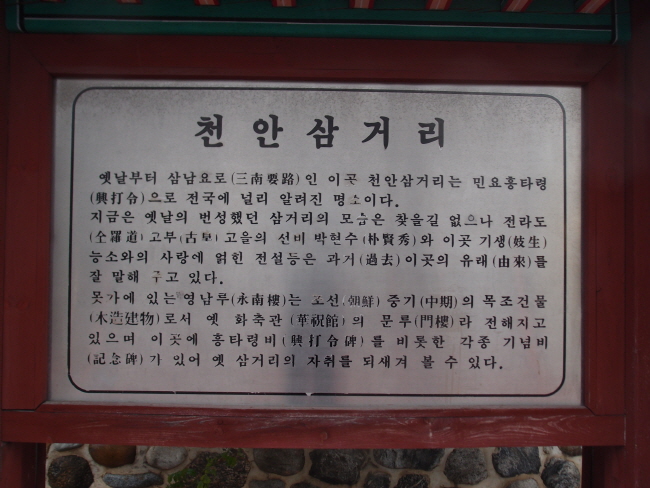 천안삼거리
옛날부터 삼남요로(三南要路)인 이곳 천안삼거리는 민요흥타령
(興打令)으로 전국에 널리 알려진 명소이다.
지금은 옛날의 번성했던 삼거리의 모습은 찾을길 없으나 전라도
(全羅道) 고부(古阜) 고을의 선비 박현수(朴賢秀)와 이곳 기생(妓生)
능소와의 사랑에 얽힌 전설등은 과거(過去)이곳의 유래(由來)를
잘 말해 주고 있다.
못가에 있는 영남루(永南樓)는 조선(朝鮮) 중기(中期)의 목조건물
(木造建物)로서 옛 화축관(華祝館)의 문루(門樓)라 전해지고
있으며 이곳에 흥타령비(興打令碑)를 비롯한 각종 기념비
(記念碑)가 있어 옛 삼거리의 자취를 되새겨 볼 수 있다.